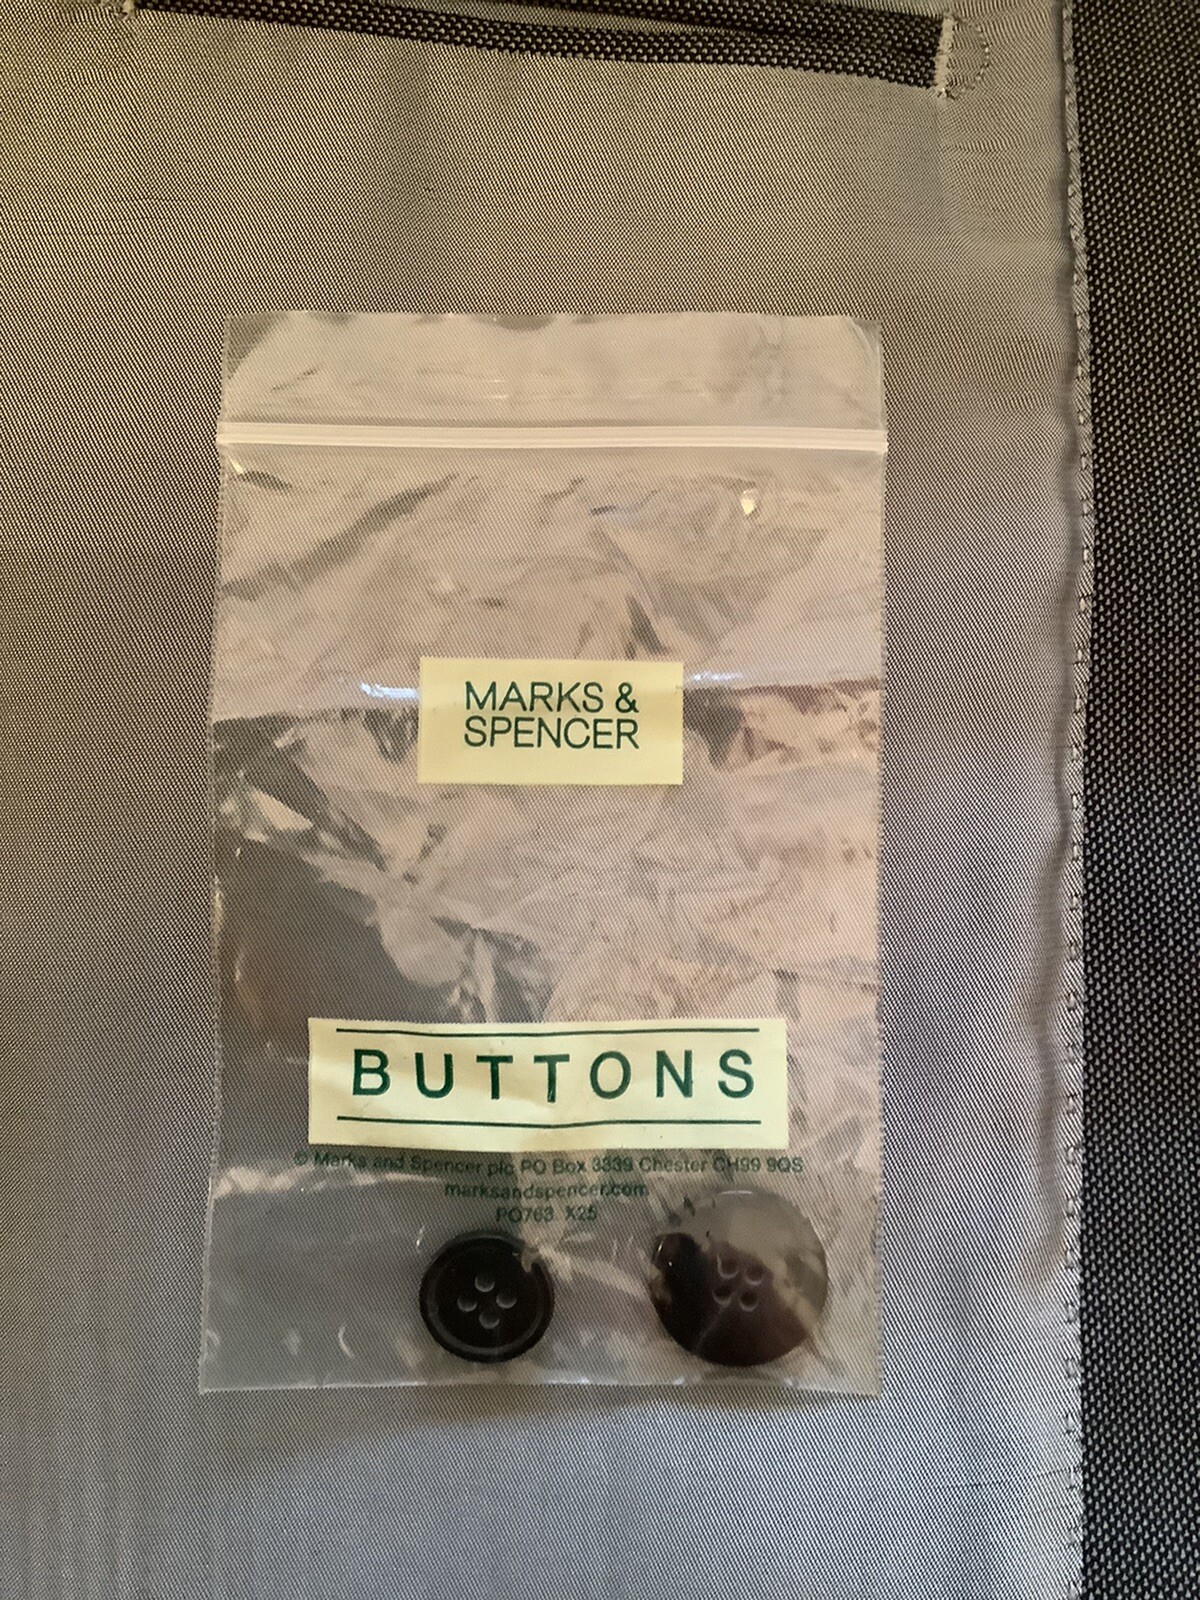 MARKS &
SPENCER
BUTTONS
© Marks and Spencer plc PO Box 3339 Chester CH99 9QS
marksandspencer.com
PO763 X25